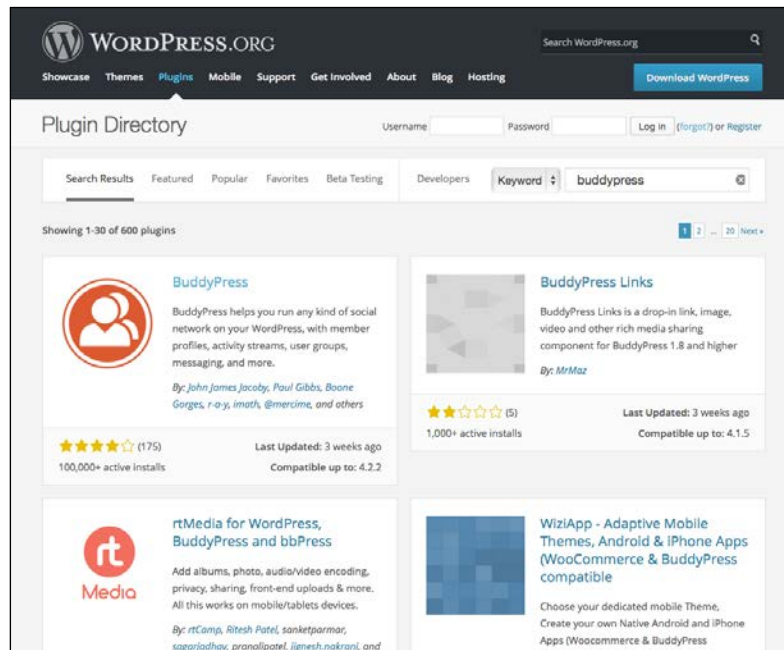 WORDPRESS.ORG
Search WordPress.org
Showcase Themes Plugins Mobile Support Get Involved About Blog Hosting
Download WordPress
Plugin Directory
Username
Password
Log in (forgot?) or Register
Search Results Featured Popular Favorites Beta Testing Developers Keyword buddypress
Showing 1-30 of 600 plugins
1 2 ... 20 Next »
BuddyPress
BuddyPress helps you run any kind of social
network on your WordPress, with member
profiles, activity streams, user groups,
messaging, and more.
By: John James Jacoby, Paul Gibbs, Boone
Gorges, r-a-y, imath, @mercime, and others
(175)
100,000+ active installs
Last Updated: 3 weeks ago
Compatible up to: 4.2.2
BuddyPress Links
BuddyPress Links is a drop-in link, image,
video and other rich media sharing
component for BuddyPress 1.8 and higher
By: MrMaz
(5)
1,000+ active installs
Last Updated: 3 weeks ago
Compatible up to: 4.1.5
rt
Media
rtMedia for WordPress,
BuddyPress and bbPress
Add albums, photo, audio/video encoding,
privacy, sharing, front-end uploads & more.
All this works on mobile/tablets devices.
By: rtCamp, Ritesh Patel, sanketparmar,
sagarjadhav, pranalipatel, jignesh.nakrani, and
WiziApp - Adaptive Mobile
Themes, Android & iPhone Apps
(WooCommerce & BuddyPress
compatible
Choose your dedicated mobile Theme,
Create your own Native Android and iPhone
Apps (Woocommerce & BuddyPress